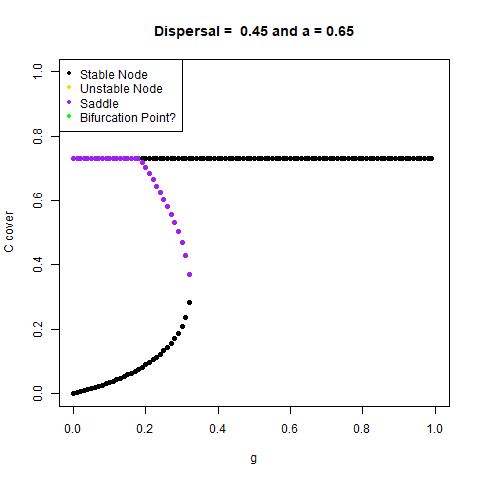 Dispersal =  0.45 and a = 0.65
Stable Node
Unstable Node
Saddle
Bifurcation Point?
C cover
1.0
0.8
0.6
0.4
0.2
0.0
0.0 0.2 0.4 0.6 0.8 1.0
g